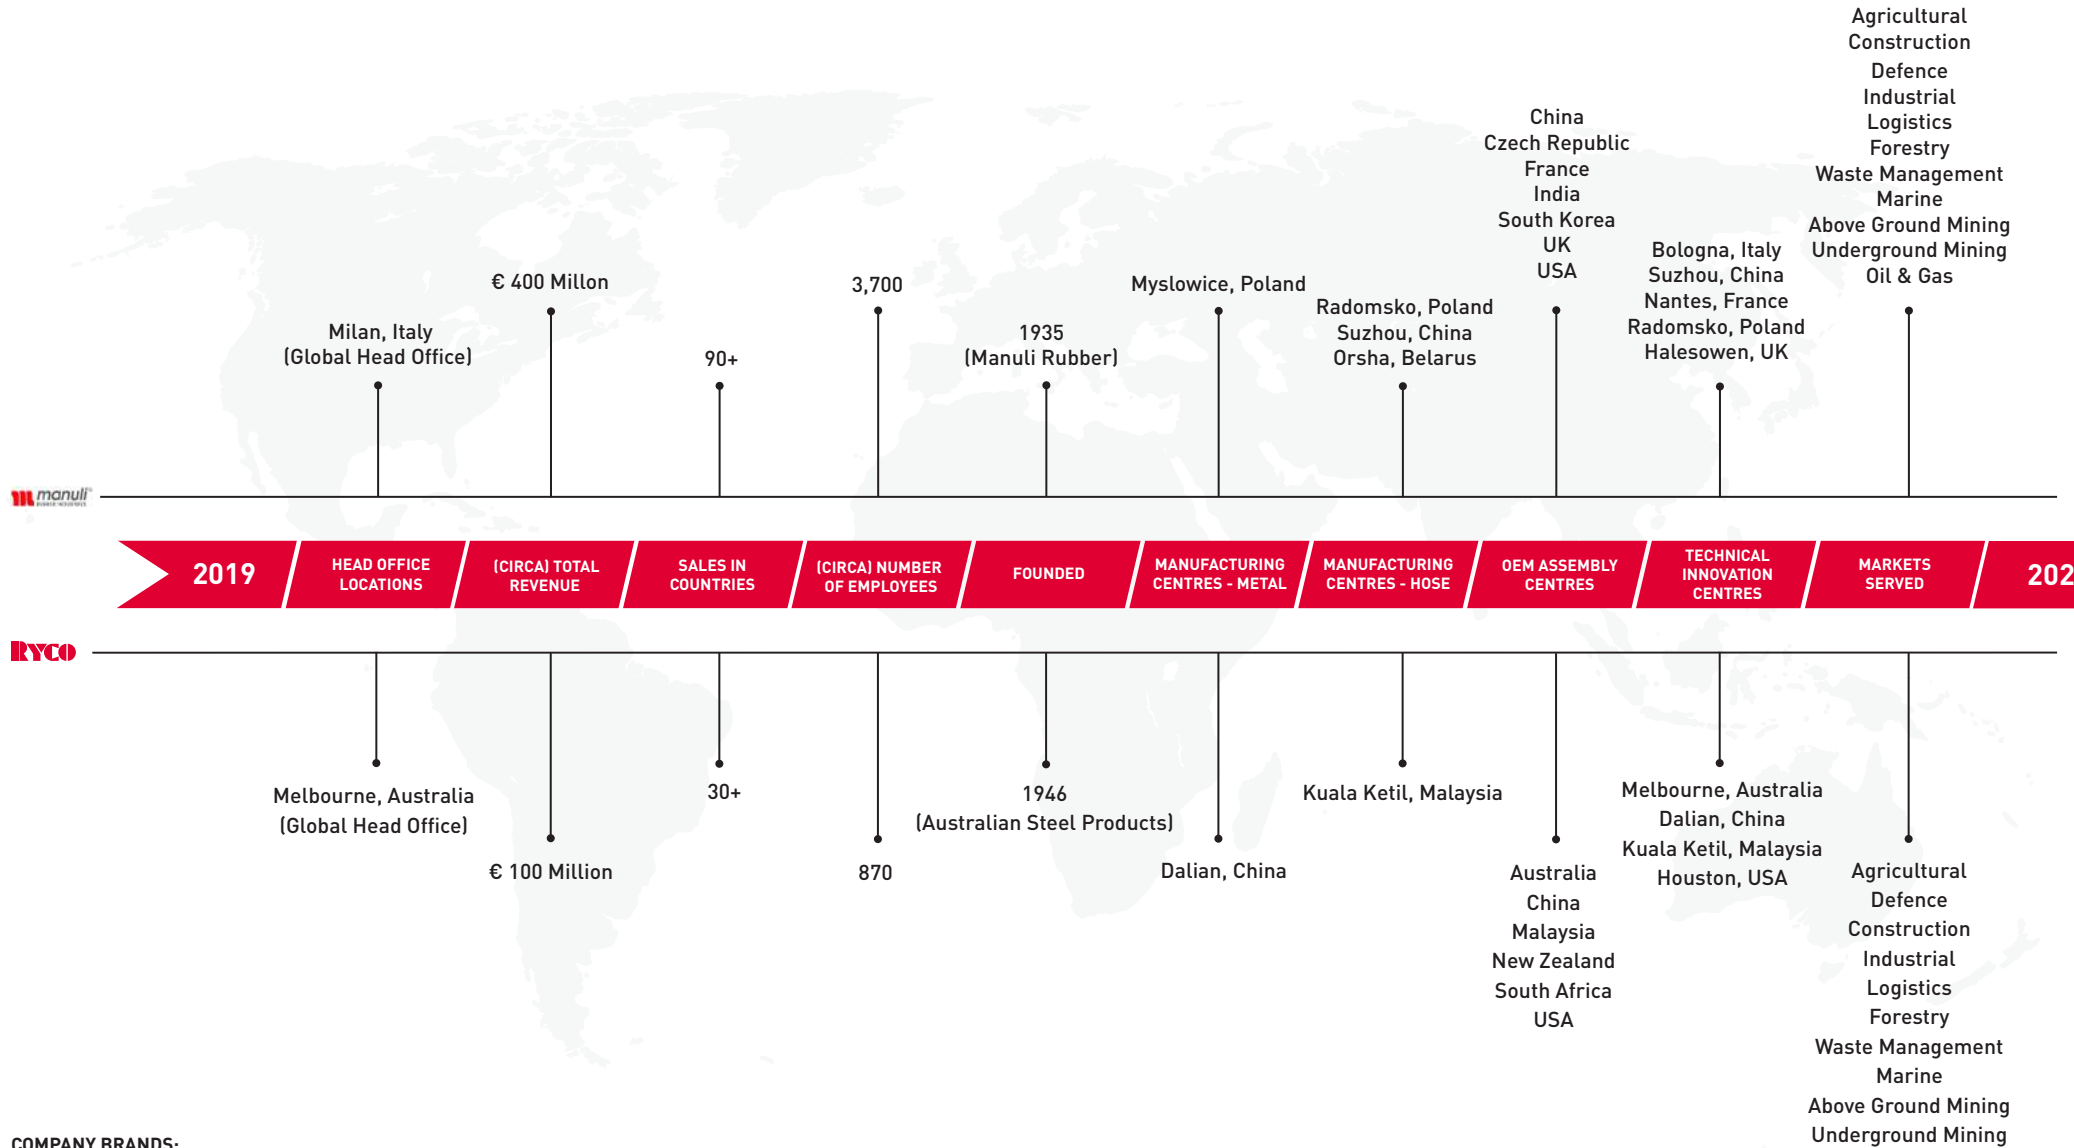 Milan, Italy
(Global Head Office)
€ 400 Millon
90+
3,700
1935
(Manuli Rubber)
Myslowice, Poland
Radomsko, Poland
Suzhou, China
Orsha, Belarus
China
Czech Republic
France
India
South Korea
UK
USA
Bologna, Italy
Suzhou, China
Nantes, France
Radomsko, Poland
Halesowen, UK
Agricultural
Construction
Defence
Industrial
Logistics
Forestry
Waste Management
Marine
Above Ground Mining
Underground Mining
Oil & Gas
manuli
2019
HEAD OFFICE
LOCATIONS
(CIRCA) TOTAL
REVENUE
SALES IN
COUNTRIES
(CIRCA) NUMBER
OF EMPLOYEES
FOUNDED
MANUFACTURING
CENTRES - METAL
MANUFACTURING
CENTRES - HOSE
OEM ASSEMBLY
CENTRES
TECHNICAL
INNOVATION
CENTRES
MARKETS
SERVED
202
RYCO
Melbourne, Australia
(Global Head Office)
€ 100 Million
30+
870
1946
(Australian Steel Products)
Dalian, China
Kuala Ketil, Malaysia
Australia
China
Malaysia
New Zealand
South Africa
USA
Melbourne, Australia
Dalian, China
Kuala Ketil, Malaysia
Houston, USA
Agricultural
Defence
Construction
Industrial
Logistics
Forestry
Waste Management
Marine
Above Ground Mining
Underground Mining
COMPANY BRANDS: